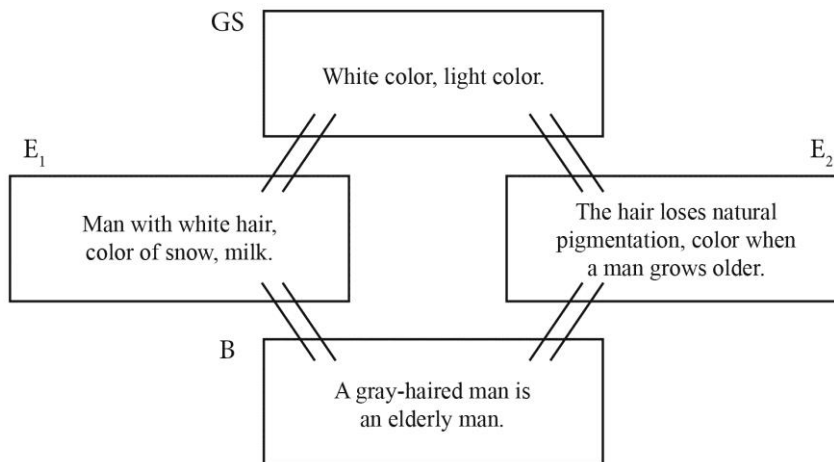 GS
White color, light color.
E₁
E₂
Man with white hair,
color of snow, milk.
The hair loses natural
pigmentation, color when
a man grows older.
B
A gray-haired man is
an elderly man.